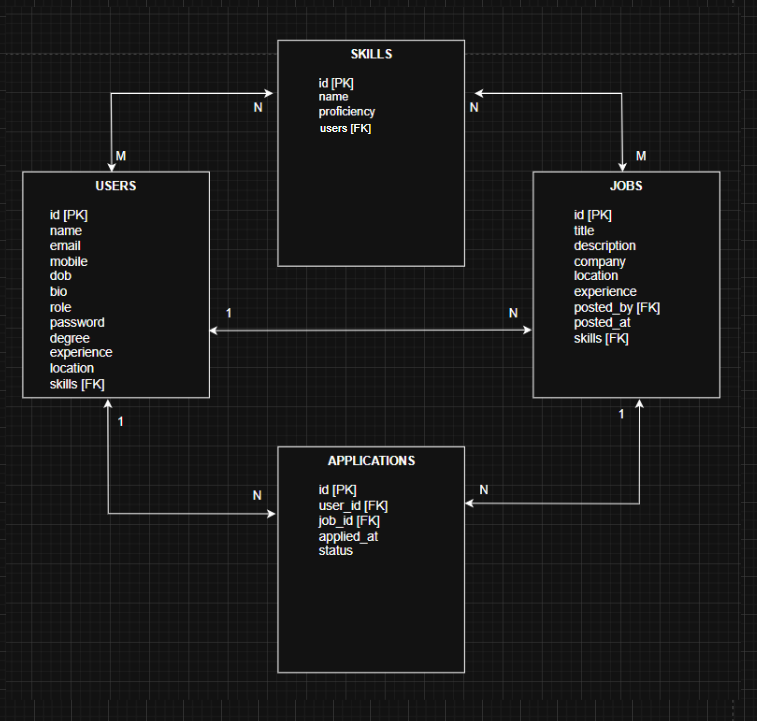 SKILLS
id [PK]
name
proficiency
users [FK]
N
N
M
M
USERS
id [PK]
name
email
mobile
dob
bio
role
password
degree
experience
location
skills [FK]
JOBS
id [PK]
title
description
company
location
experience
posted_by [FK]
posted_at
skills [FK]
1
N
1
1
N
N
APPLICATIONS
id [PK]
user_id [FK]
job_id [FK]
applied_at
status